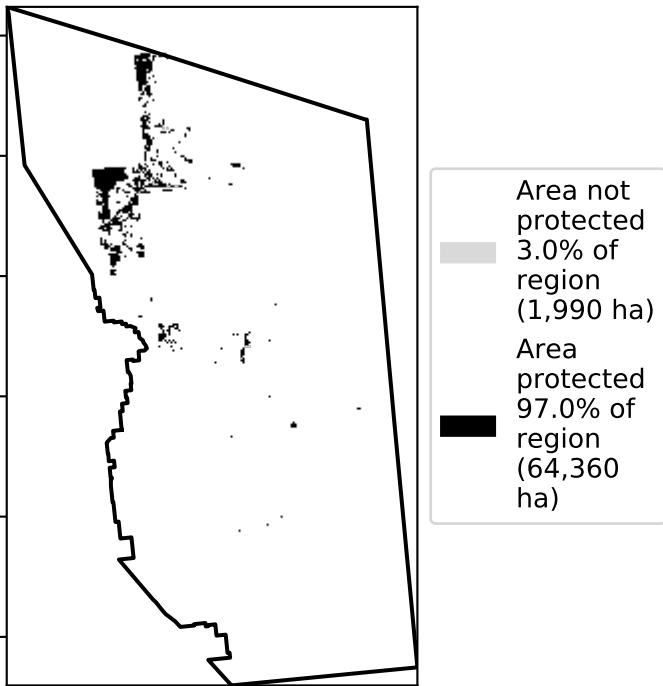 Area not
protected
3.0% of
region
(1,990 ha)
Area
protected
97.0% of
region
(64,360
ha)